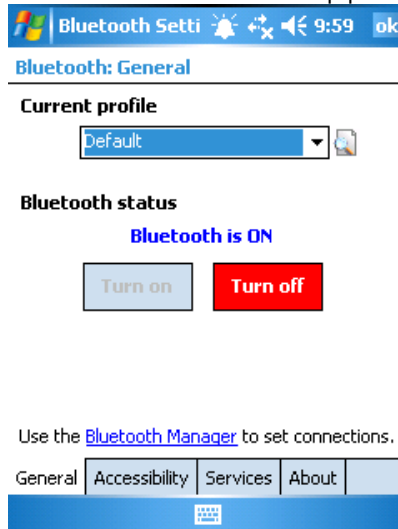 Bluetooth Setti 9:59 ok
Bluetooth: General
Current profile
Default
Bluetooth status
Bluetooth is ON
Turn on Turn off
Use the Bluetooth Manager to set connections.
General Accessibility Services About